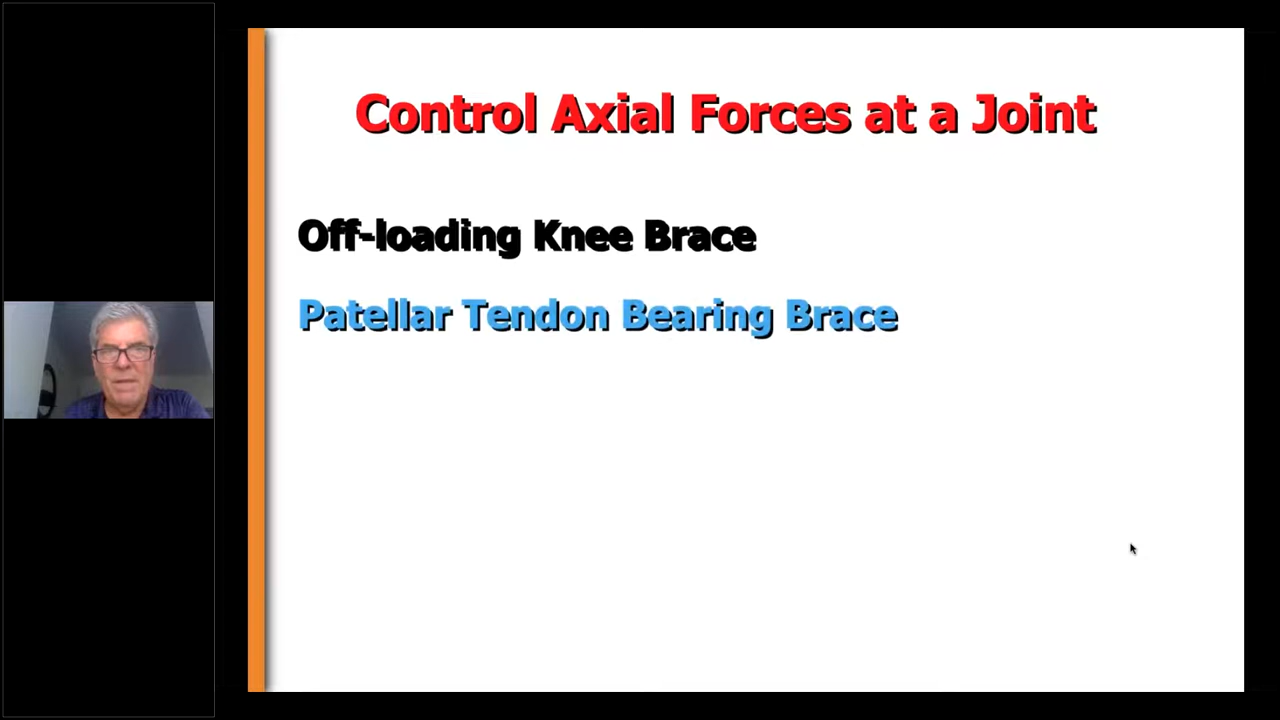 Control Axial Forces at a Joint
Off-loading Knee Brace
Patellar Tendon Bearing Brace